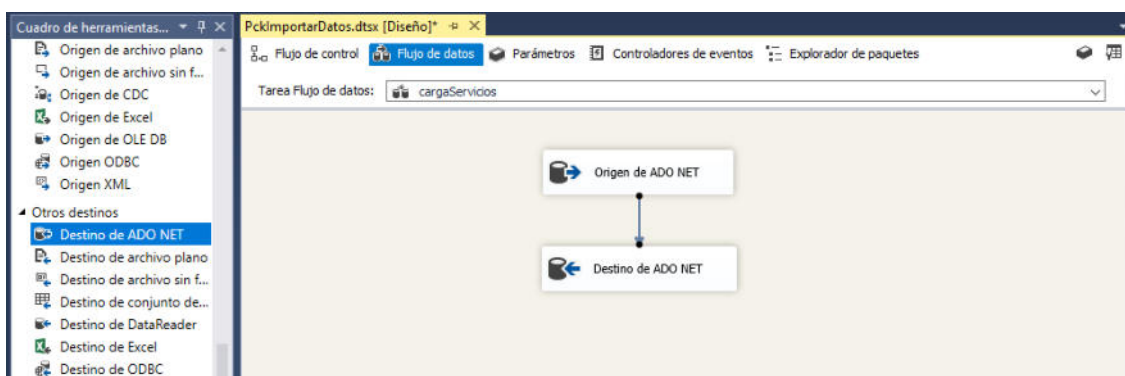 Cuadro de herramientas...
Origen de archivo plano
Origen de archivo sin f...
Origen de CDC
Origen de Excel
Origen de OLE DB
Origen ODBC
Origen XML
Otros destinos
Destino de ADO NET
Destino de archivo plano
Destino de archivo sin f...
Destino de conjunto de...
Destino de DataReader
Destino de Excel
Destino de ODBC
PckImportarDatos.dtsx [Diseño]*
Flujo de control Flujo de datos Parámetros Controladores de eventos Explorador de paquetes
Tarea Flujo de datos: cargaServicios
Origen de ADO NET
Destino de ADO NET